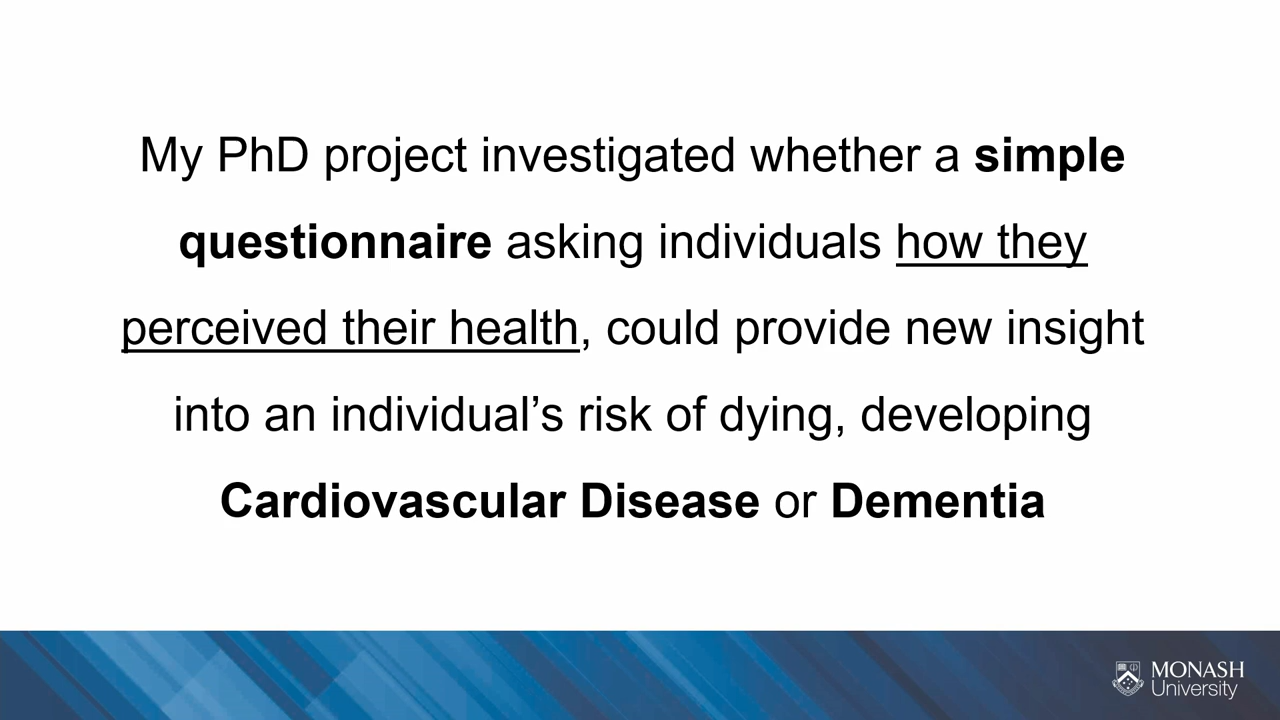 My PhD project investigated whether a simple
questionnaire asking individuals how they
perceived their health, could provide new insight
into an individual’s risk of dying, developing
Cardiovascular Disease or Dementia
MONASH
University